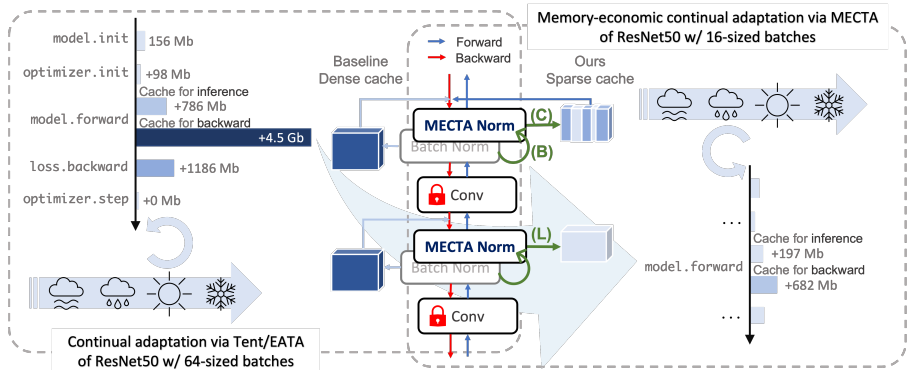 model.init
156 Mb
optimizer.init
+98 Mb
Cache for inference
+786 Mb
model.forward
Cache for backward
+4.5 Gb
loss.backward
+1186 Mb
optimizer.step
+0 Mb
Continual adaptation via Tent/EATA
of ResNet50 w/ 64-sized batches
Baseline
Dense cache
Forward
Backward
Ours
Sparse cache
MECTA Norm
Batch Norm
(C)
(B)
Conv
MECTA Norm
Batch Norm
(L)
Conv
Memory-economic continual adaptation via MECTA
of ResNet50 w/ 16-sized batches
...
Cache for inference
+197 Mb
model.forward
Cache for backward
+682 Mb
...